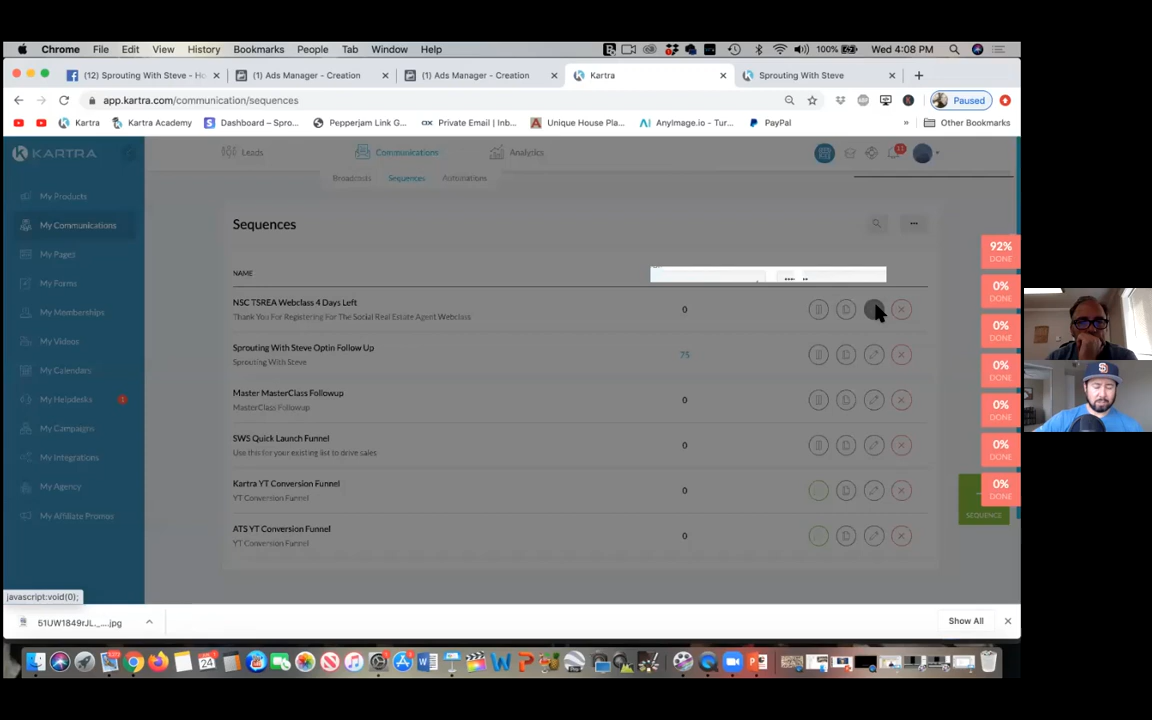 Chrome File Edit View History Bookmarks People Tab Window Help 100% Wed 4:08 PM
(12) Sprouting With Steve - Ho (1) Ads Manager - Creation (1) Ads Manager - Creation Kartra Sprouting With Steve
app.kartra.com/communication/sequences Paused
Kartra Kartra Academy Dashboard – Spro... Pepperjam Link G... Private Email | Inb... Unique House Pla... AnyImage.io - Tur... PayPal » Other Bookmarks
KARTRA Leads Communications Analytics 11
Broadcasts Sequences Automations
My Products
My Communications
My Pages
My Forms
My Memberships
My Videos
My Calendars
My Helpdesks 1
My Campaigns
My Integrations
My Agency
My Affiliate Promos
Sequences
NAME
NSC TSREA Webclass 4 Days Left 0
Thank You For Registering For The Social Real Estate Agent Webclass
Sprouting With Steve Optin Follow Up 75
Sprouting With Steve
Master MasterClass Followup 0
MasterClass Followup
SWS Quick Launch Funnel 0
Use this for your existing list to drive sales
Kartra YT Conversion Funnel 0
YT Conversion Funnel
ATS YT Conversion Funnel 0
YT Conversion Funnel
SEQUENCE
92%
DONE
0%
DONE
0%
DONE
0%
DONE
0%
DONE
0%
DONE
0%
DONE
javascript:void(0);
51UW1849rJL._....jpg Show All